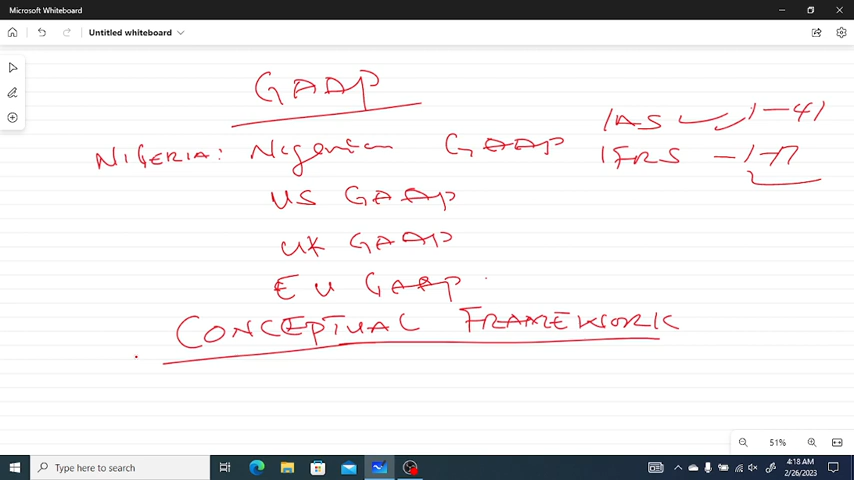 Microsoft Whiteboard
Untitled whiteboard
GAAP
IAS 1-41
NIGERIA: Nigerian GAAP
IFRS -1-17
US GAAP
UK GAAP
EU GAAP
CONCEPTUAL FRAMEWORK
51%
Type here to search
4:18 AM
2/26/2023